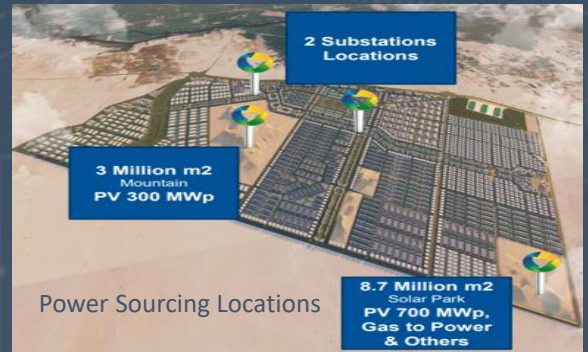 2 Substations
Locations
3 Million m2
Mountain
PV 300 MWp
8.7 Million m2
Solar Park
PV 700 MWp,
Gas to Power
& Others
Power Sourcing Locations